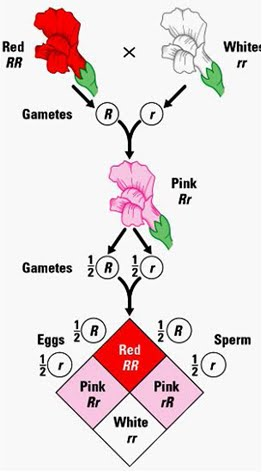 Red
RR
×
Whites
rr
Gametes
R
r
Pink
Rr
Gametes
1/2 R
1/2 r
Eggs
1/2 R
1/2 r
1/2 R
Sperm
1/2 r
Red
RR
Pink
Rr
Pink
rR
White
rr